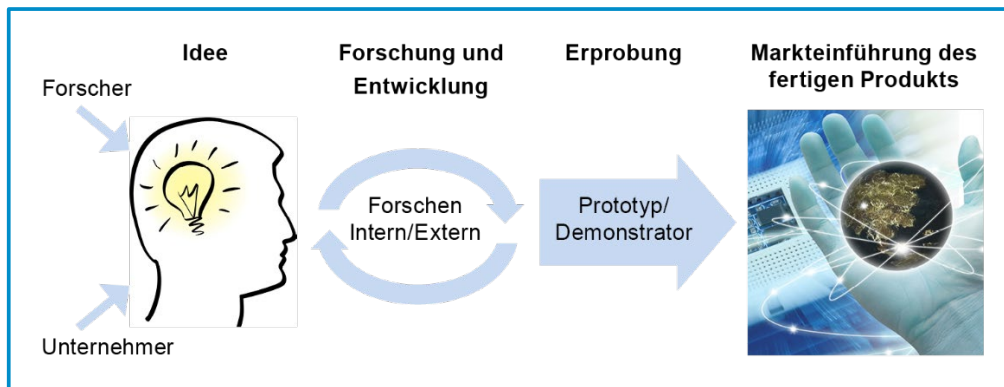 Idee
Forschung und
Entwicklung
Erprobung
Markteinführung des
fertigen Produkts
Forscher
Forschen
Intern/Extern
Prototyp/
Demonstrator
Unternehmer